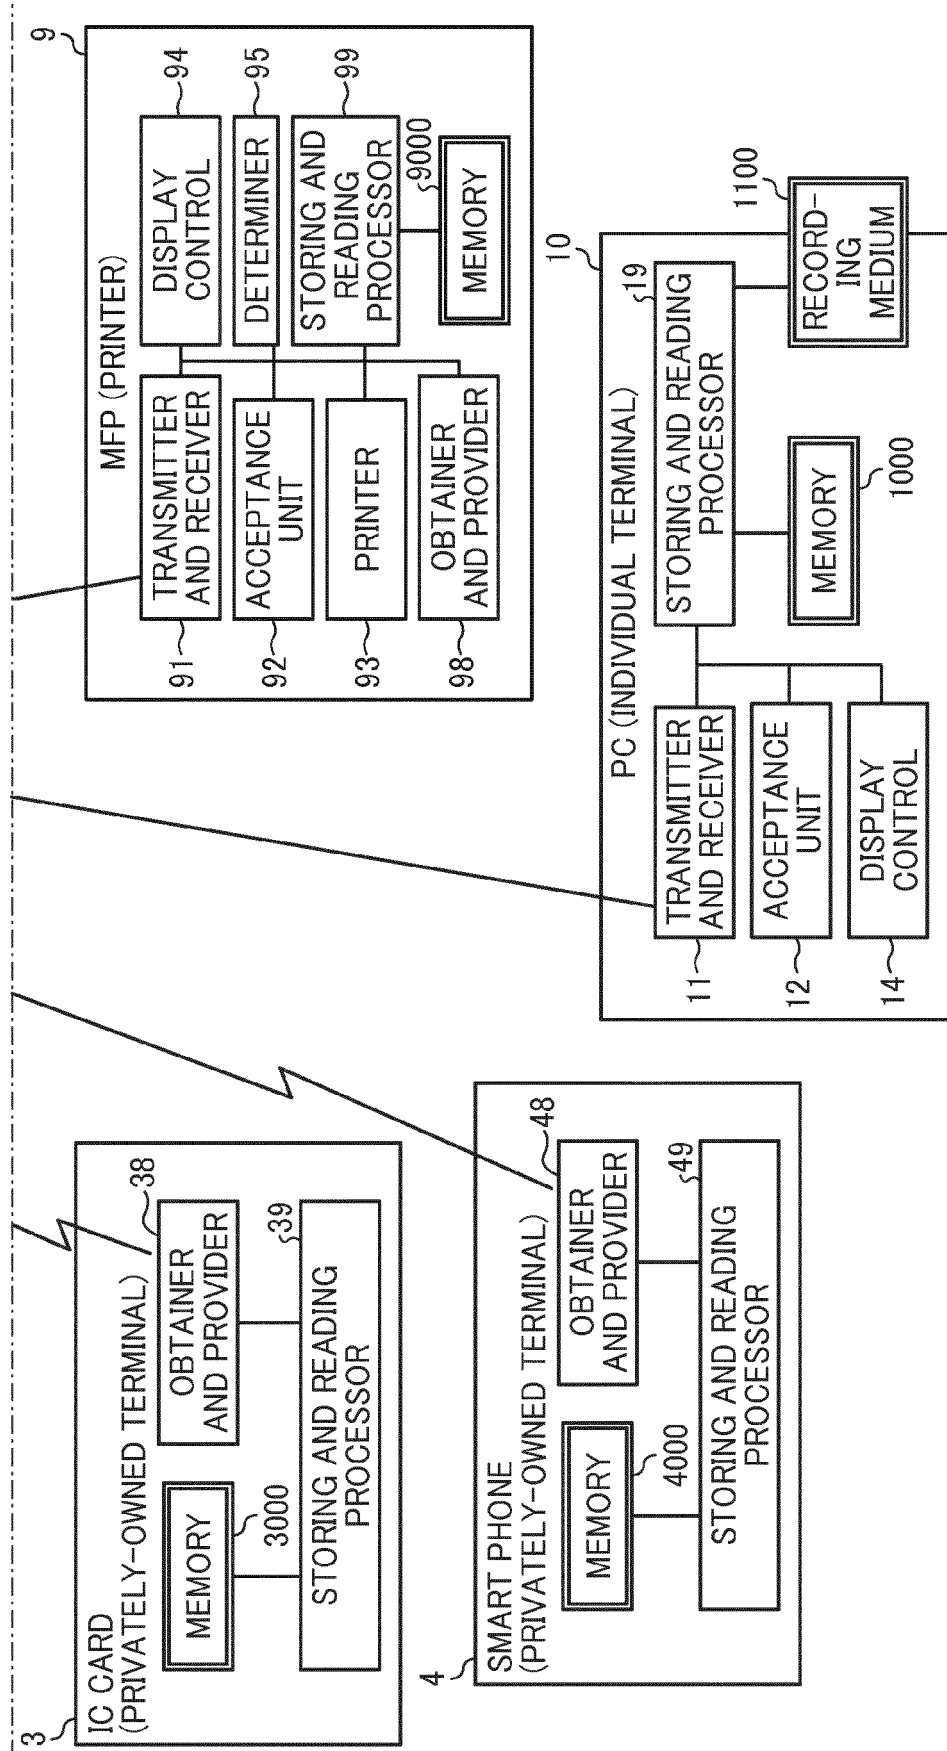 3
IC CARD
(PRIVATELY-OWNED TERMINAL)
MEMORY
3000
OBTAINER
AND PROVIDER
38
STORING AND READING
PROCESSOR
39
4
SMART PHONE
(PRIVATELY-OWNED TERMINAL)
MEMORY
4000
OBTAINER
AND PROVIDER
48
STORING AND READING
PROCESSOR
49
9
MFP (PRINTER)
TRANSMITTER
AND RECEIVER
91
ACCEPTANCE
UNIT
92
PRINTER
93
OBTAINER
AND PROVIDER
98
DISPLAY
CONTROL
94
DETERMINER
95
STORING AND
READING
PROCESSOR
99
MEMORY
9000
10
PC (INDIVIDUAL TERMINAL)
TRANSMITTER
AND RECEIVER
11
ACCEPTANCE
UNIT
12
DISPLAY
CONTROL
14
STORING AND READING
PROCESSOR
19
MEMORY
1000
RECORD-
ING
MEDIUM
1100